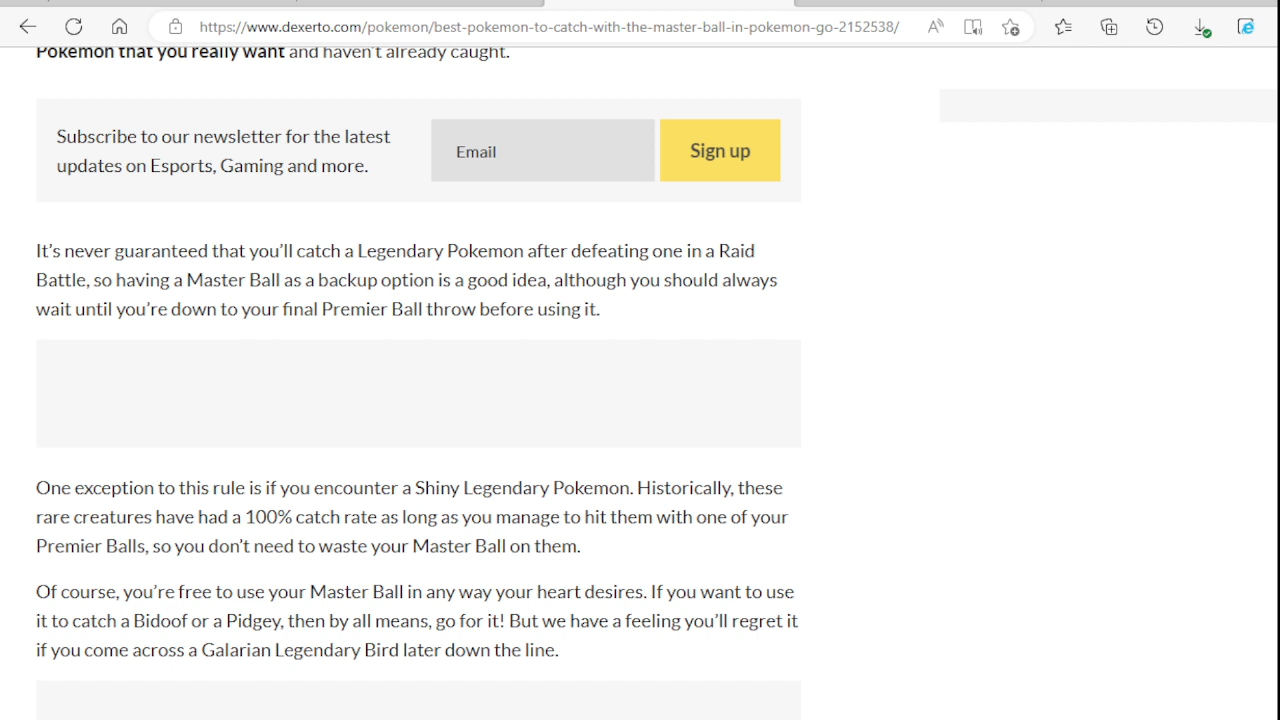 https://www.dexerto.com/pokemon/best-pokemon-to-catch-with-the-master-ball-in-pokemon-go-2152538/
Pokemon that you really want and haven't already caught.
Subscribe to our newsletter for the latest
updates on Esports, Gaming and more.
Email
Sign up
It's never guaranteed that you'll catch a Legendary Pokemon after defeating one in a Raid
Battle, so having a Master Ball as a backup option is a good idea, although you should always
wait until you're down to your final Premier Ball throw before using it.
One exception to this rule is if you encounter a Shiny Legendary Pokemon. Historically, these
rare creatures have had a 100% catch rate as long as you manage to hit them with one of your
Premier Balls, so you don't need to waste your Master Ball on them.
Of course, you're free to use your Master Ball in any way your heart desires. If you want to use
it to catch a Bidoof or a Pidgey, then by all means, go for it! But we have a feeling you'll regret it
if you come across a Galarian Legendary Bird later down the line.